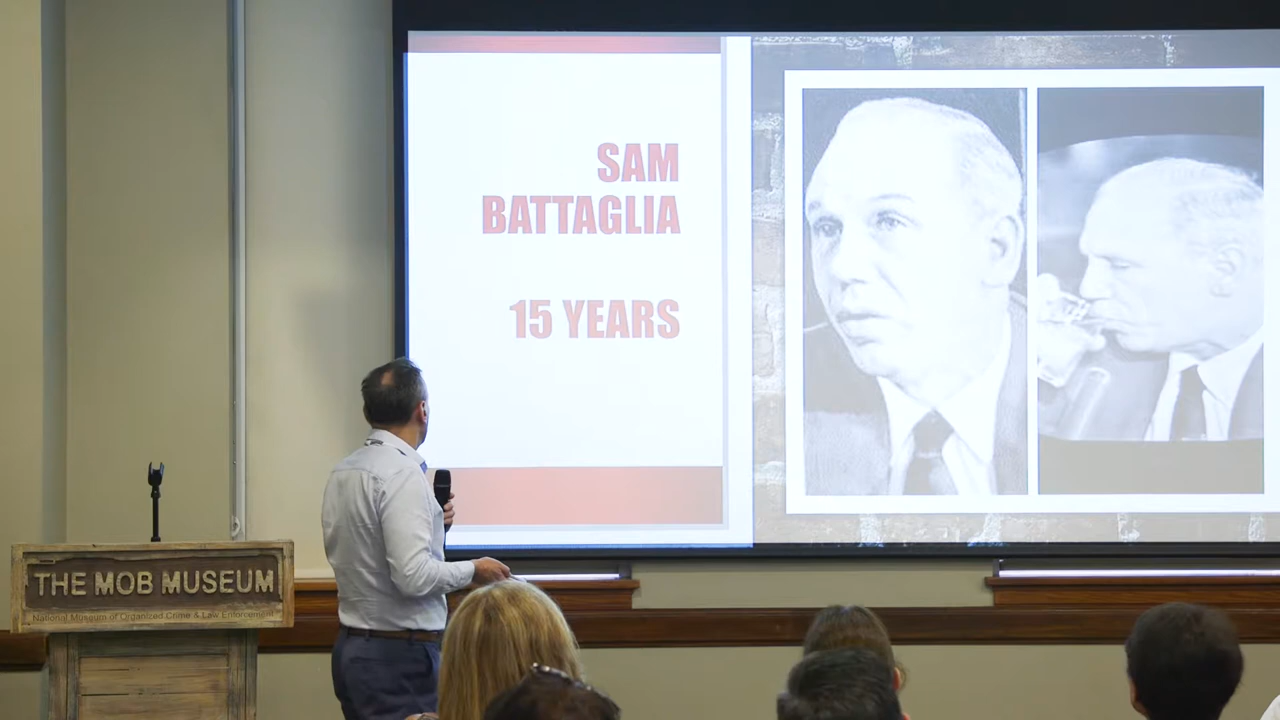 SAM
BATTAGLIA
15 YEARS
THE MOB MUSEUM
National Museum of Organized Crime & Law Enforcement